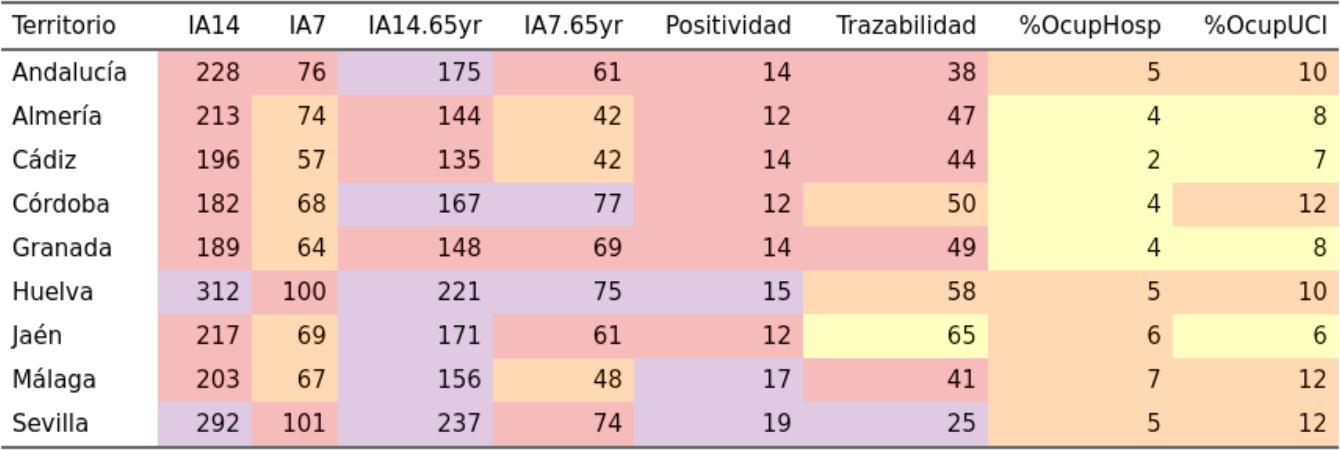 Territorio IA14 IA7 IA14.65yr IA7.65yr Positividad Trazabilidad %OcupHosp %OcupUCI
Andalucía 228 76 175 61 14 38 5 10
Almería 213 74 144 42 12 47 4 8
Cádiz 196 57 135 42 14 44 2 7
Córdoba 182 68 167 77 12 50 4 12
Granada 189 64 148 69 14 49 4 8
Huelva 312 100 221 75 15 58 5 10
Jaén 217 69 171 61 12 65 6 6
Málaga 203 67 156 48 17 41 7 12
Sevilla 292 101 237 74 19 25 5 12